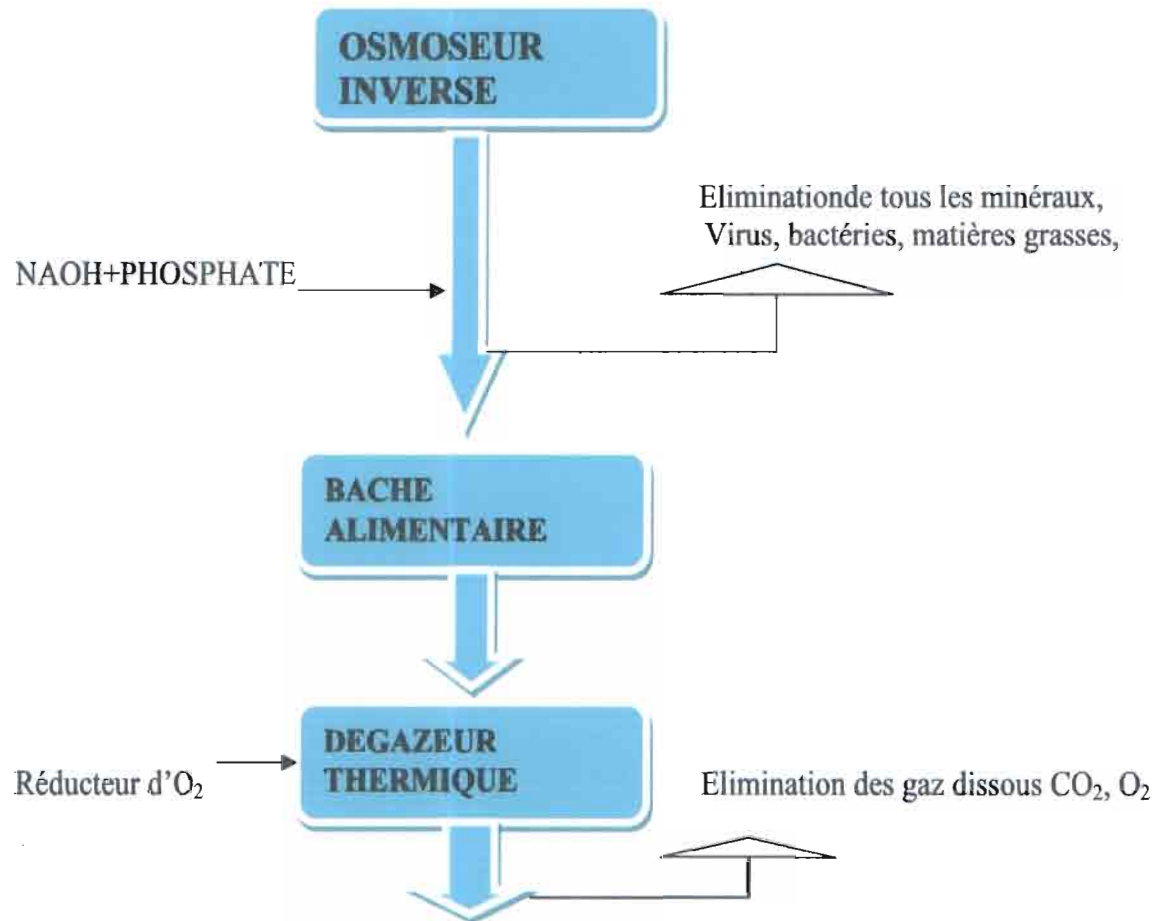 OSMOSEUR
INVERSE
Eliminationde tous les minéraux,
Virus, bactéries, matières grasses,
NAOH+PHOSPHATE
BACHE
ALIMENTAIRE
DEGAZEUR
THERMIQUE
Réducteur d’O₂
Elimination des gaz dissous CO₂, O₂